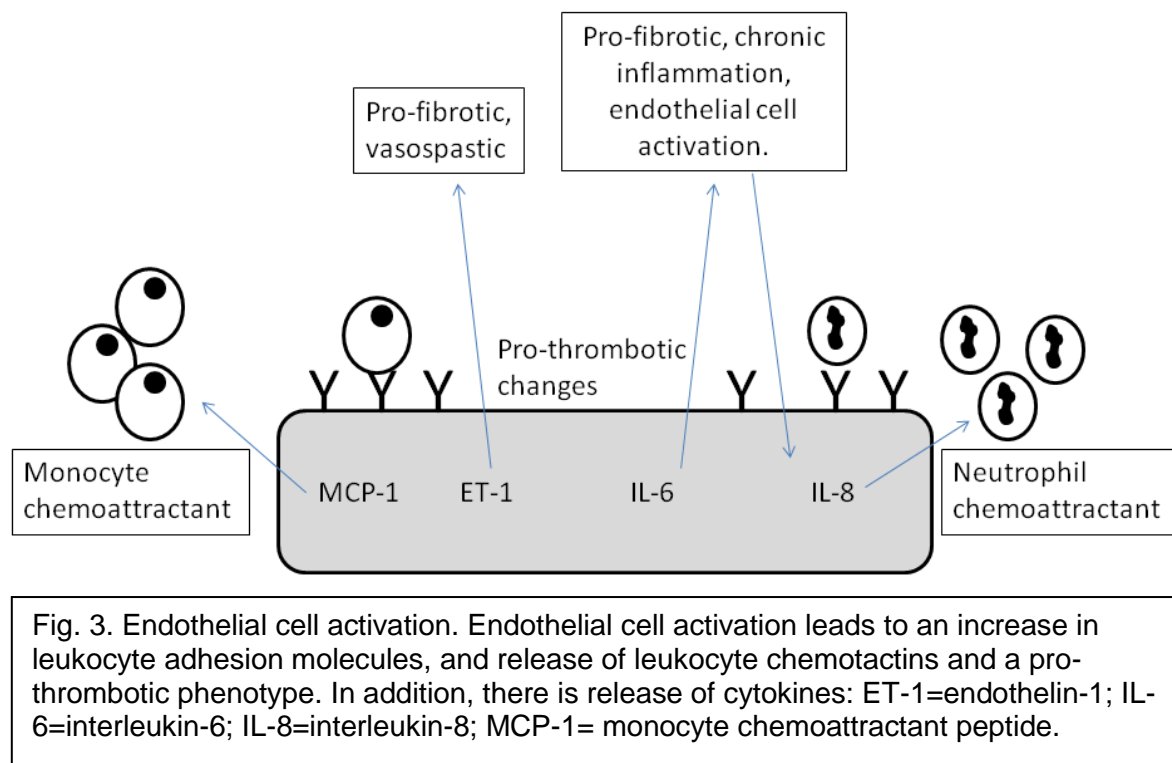 Pro-fibrotic, chronic
inflammation,
endothelial cell
activation.
Pro-fibrotic,
vasospastic
Pro-thrombotic
changes
Monocyte
chemoattractant
MCP-1
ET-1
IL-6
IL-8
Neutrophil
chemoattractant
Fig. 3. Endothelial cell activation. Endothelial cell activation leads to an increase in
leukocyte adhesion molecules, and release of leukocyte chemotactins and a pro-
thrombotic phenotype. In addition, there is release of cytokines: ET-1=endothelin-1; IL-
6=interleukin-6; IL-8=interleukin-8; MCP-1= monocyte chemoattractant peptide.